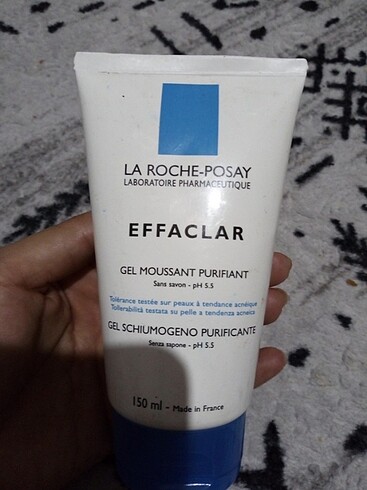 LA ROCHE-POSAY
LABORATOIRE PHARMACEUTIQUE
EFFACLAR
GEL MOUSSANT PURIFIANT
Sans savon - pH 5.5
Tolérance testée sur peaux à tendance acnéique
Tollerabilità testata su pelle a tendenza acneica
GEL SCHIUMOGENO PURIFICANTE
Senza sapone - pH 5.5
150 ml - Made in France